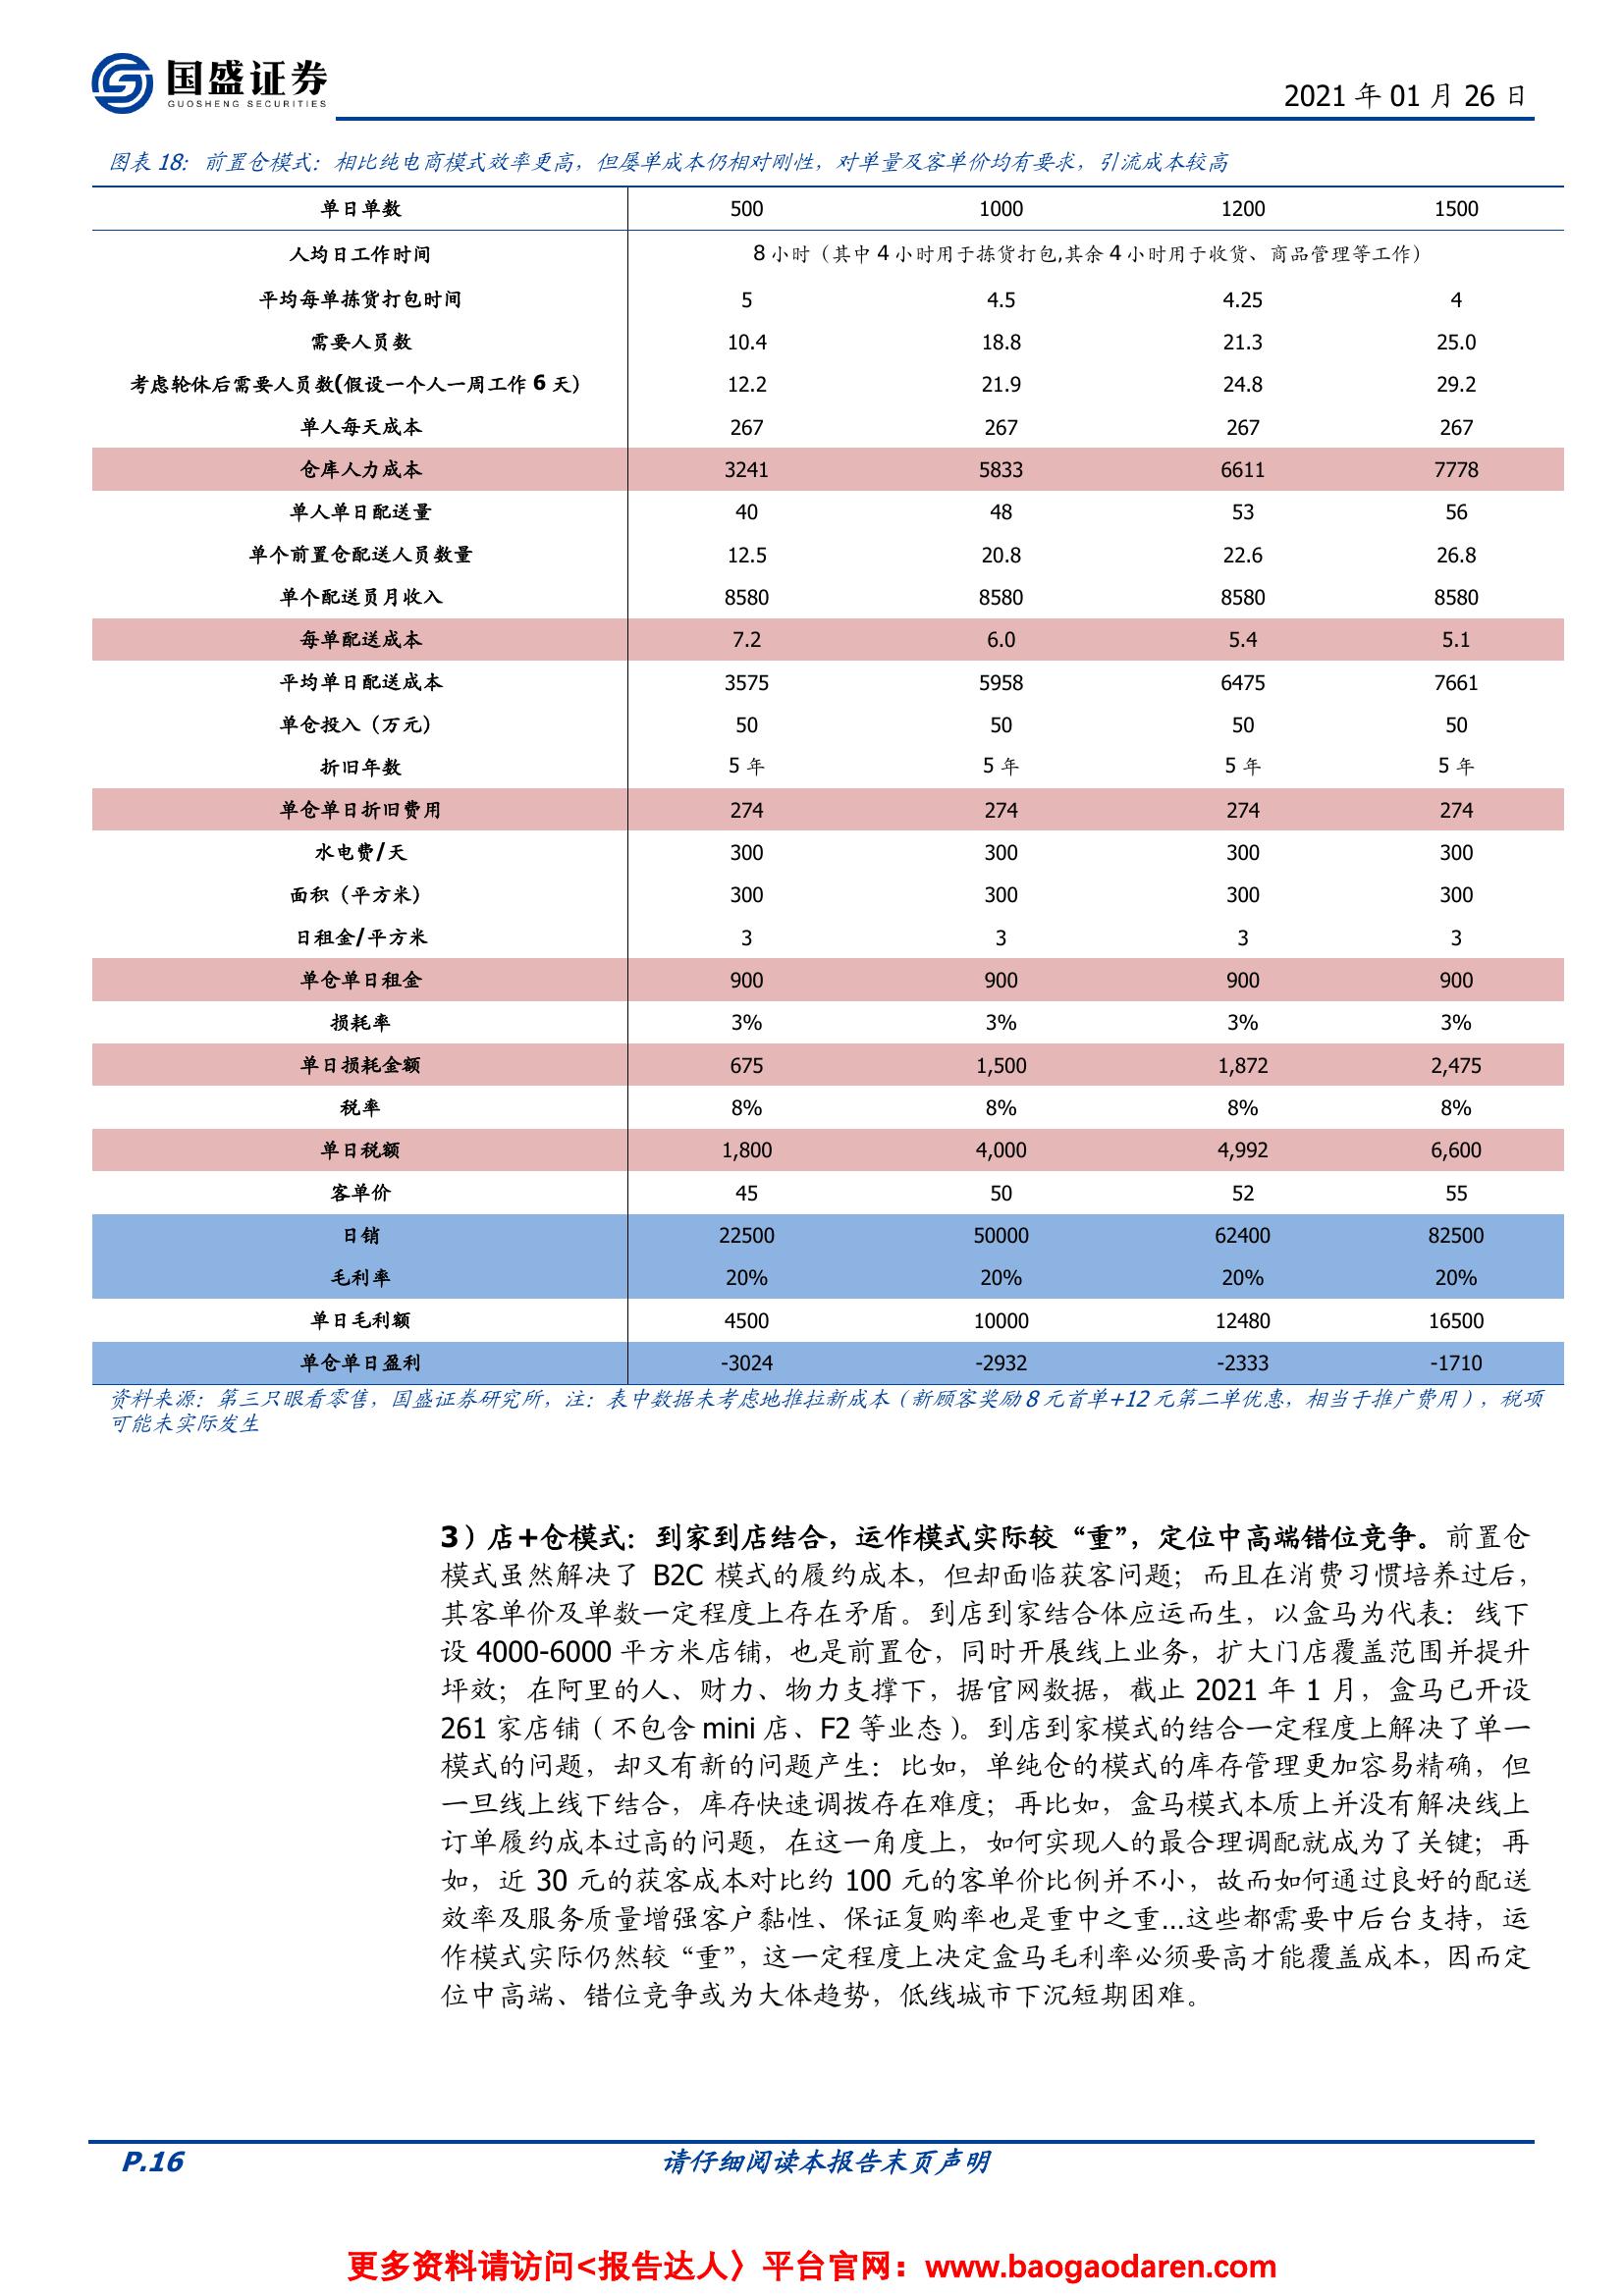 国盛证券
GUOSHENG SECURITIES
2021 年 01 月 26 日
图表 18：前置仓模式：相比纯电商模式效率更高，但屡单成本仍相对刚性，对单量及客单价均有要求，引流成本较高
单日单数 500 1000 1200 1500
人均日工作时间 8 小时（其中 4 小时用于拣货打包,其余 4 小时用于收货、商品管理等工作）
平均每单拣货打包时间 5 4.5 4.25 4
需要人员数 10.4 18.8 21.3 25.0
考虑轮休后需要人员数(假设一个人一周工作 6 天） 12.2 21.9 24.8 29.2
单人每天成本 267 267 267 267
仓库人力成本 3241 5833 6611 7778
单人单日配送量 40 48 53 56
单个前置仓配送人员数量 12.5 20.8 22.6 26.8
单个配送员月收入 8580 8580 8580 8580
每单配送成本 7.2 6.0 5.4 5.1
平均单日配送成本 3575 5958 6475 7661
单仓投入（万元） 50 50 50 50
折旧年数 5 年 5 年 5 年 5 年
单仓单日折旧费用 274 274 274 274
水电费/天 300 300 300 300
面积（平方米） 300 300 300 300
日租金/平方米 3 3 3 3
单仓单日租金 900 900 900 900
损耗率 3% 3% 3% 3%
单日损耗金额 675 1,500 1,872 2,475
税率 8% 8% 8% 8%
单日税额 1,800 4,000 4,992 6,600
客单价 45 50 52 55
日销 22500 50000 62400 82500
毛利率 20% 20% 20% 20%
单日毛利额 4500 10000 12480 16500
单仓单日盈利 -3024 -2932 -2333 -1710
资料来源：第三只眼看零售，国盛证券研究所，注：表中数据未考虑地推拉新成本（新顾客奖励 8 元首单+12 元第二单优惠，相当于推广费用），税项
可能未实际发生
3）店+仓模式：到家到店结合，运作模式实际较“重”，定位中高端错位竞争。前置仓
模式虽然解决了 B2C 模式的履约成本，但却面临获客问题；而且在消费习惯培养过后，
其客单价及单数一定程度上存在矛盾。到店到家结合体应运而生，以盒马为代表：线下
设 4000-6000 平方米店铺，也是前置仓，同时开展线上业务，扩大门店覆盖范围并提升
坪效；在阿里的人、财力、物力支撑下，据官网数据，截止 2021 年 1 月，盒马已开设
261 家店铺（不包含 mini 店、F2 等业态）。到店到家模式的结合一定程度上解决了单一
模式的问题，却又有新的问题产生：比如，单纯仓的模式的库存管理更加容易精确，但
一旦线上线下结合，库存快速调拨存在难度；再比如，盒马模式本质上并没有解决线上
订单履约成本过高的问题，在这一角度上，如何实现人的最合理调配就成为了关键；再
如，近 30 元的获客成本对比约 100 元的客单价比例并不小，故而如何通过良好的配送
效率及服务质量增强客户黏性、保证复购率也是重中之重...这些都需要中后台支持，运
作模式实际仍然较“重”，这一定程度上决定盒马毛利率必须要高才能覆盖成本，因而定
位中高端、错位竞争或为大体趋势，低线城市下沉短期困难。
P.16 请仔细阅读本报告末页声明
更多资料请访问<报告达人〉平台官网：www.baogaodaren.com